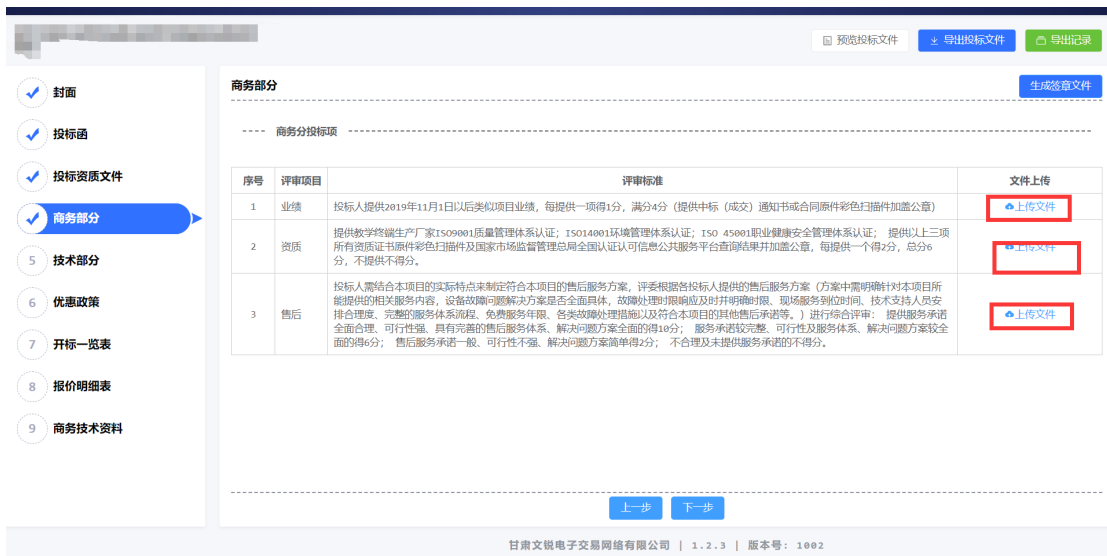 预览投标文件
导出投标文件
导出记录
封面
投标函
投标资质文件
商务部分
5 技术部分
6 优惠政策
7 开标一览表
8 报价明细表
9 商务技术资料
商务部分
生成签章文件
商务分投标项
序号 评审项目 评审标准 文件上传
1 业绩 投标人提供2019年11月1日以后类似项目业绩，每提供一项得1分，满分4分（提供中标（成交）通知书或合同原件彩色扫描件加盖公章） 上传文件
2 资质 提供教学终端生产厂家ISO9001质量管理体系认证；ISO14001环境管理体系认证；ISO 45001职业健康安全管理体系认证； 提供以上三项
所有资质证书原件彩色扫描件及国家市场监督管理总局全国认证认可信息公共服务平台查询结果并加盖公章，每提供一个得2分，总分6
分，不提供不得分。
上传文件
3 售后 投标人需结合本项目的实际特点来制定符合本项目的售后服务方案，评委根据各投标人提供的售后服务方案（方案中需明确针对本项目所
能提供的相关服务内容，设备故障问题解决方案是否全面具体，故障处理时限响应及时并明确时限、现场服务到位时间、技术支持人员安
排合理度、完整的服务体系流程、免费服务年限、各类故障处理措施以及符合本项目的其他售后承诺等。）进行综合评审： 提供服务承诺
全面合理、可行性强、具有完善的售后服务体系、解决问题方案全面的得10分； 服务承诺较完整、可行性及服务体系、解决问题方案较全
面的得6分； 售后服务承诺一般、可行性不强、解决问题方案简单得2分； 不合理及未提供服务承诺的不得分。
上传文件
上一步 下一步
甘肃文锐电子交易网络有限公司 | 1.2.3 | 版本号: 1002